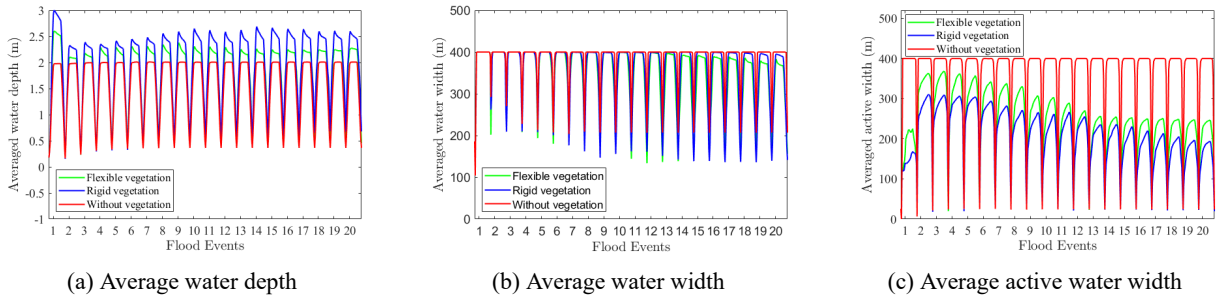 Averaged water depth (m)
3
2.5
2
1.5
1
0.5
0
-0.5
-1
Flexible vegetation
Rigid vegetation
Without vegetation
1 2 3 4 5 6 7 8 9 10 11 12 13 14 15 16 17 18 19 20
Flood Events
(a) Average water depth
Averaged water width (m)
500
400
300
200
100
0
Flexible vegetation
Rigid vegetation
Without vegetation
1 2 3 4 5 6 7 8 9 10 11 12 13 14 15 16 17 18 19 20
Flood Events
(b) Average water width
Averaged active width (m)
500
400
300
200
100
0
Flexible vegetation
Rigid vegetation
Without vegetation
1 2 3 4 5 6 7 8 9 10 11 12 13 14 15 16 17 18 19 20
Flood Events
(c) Average active water width